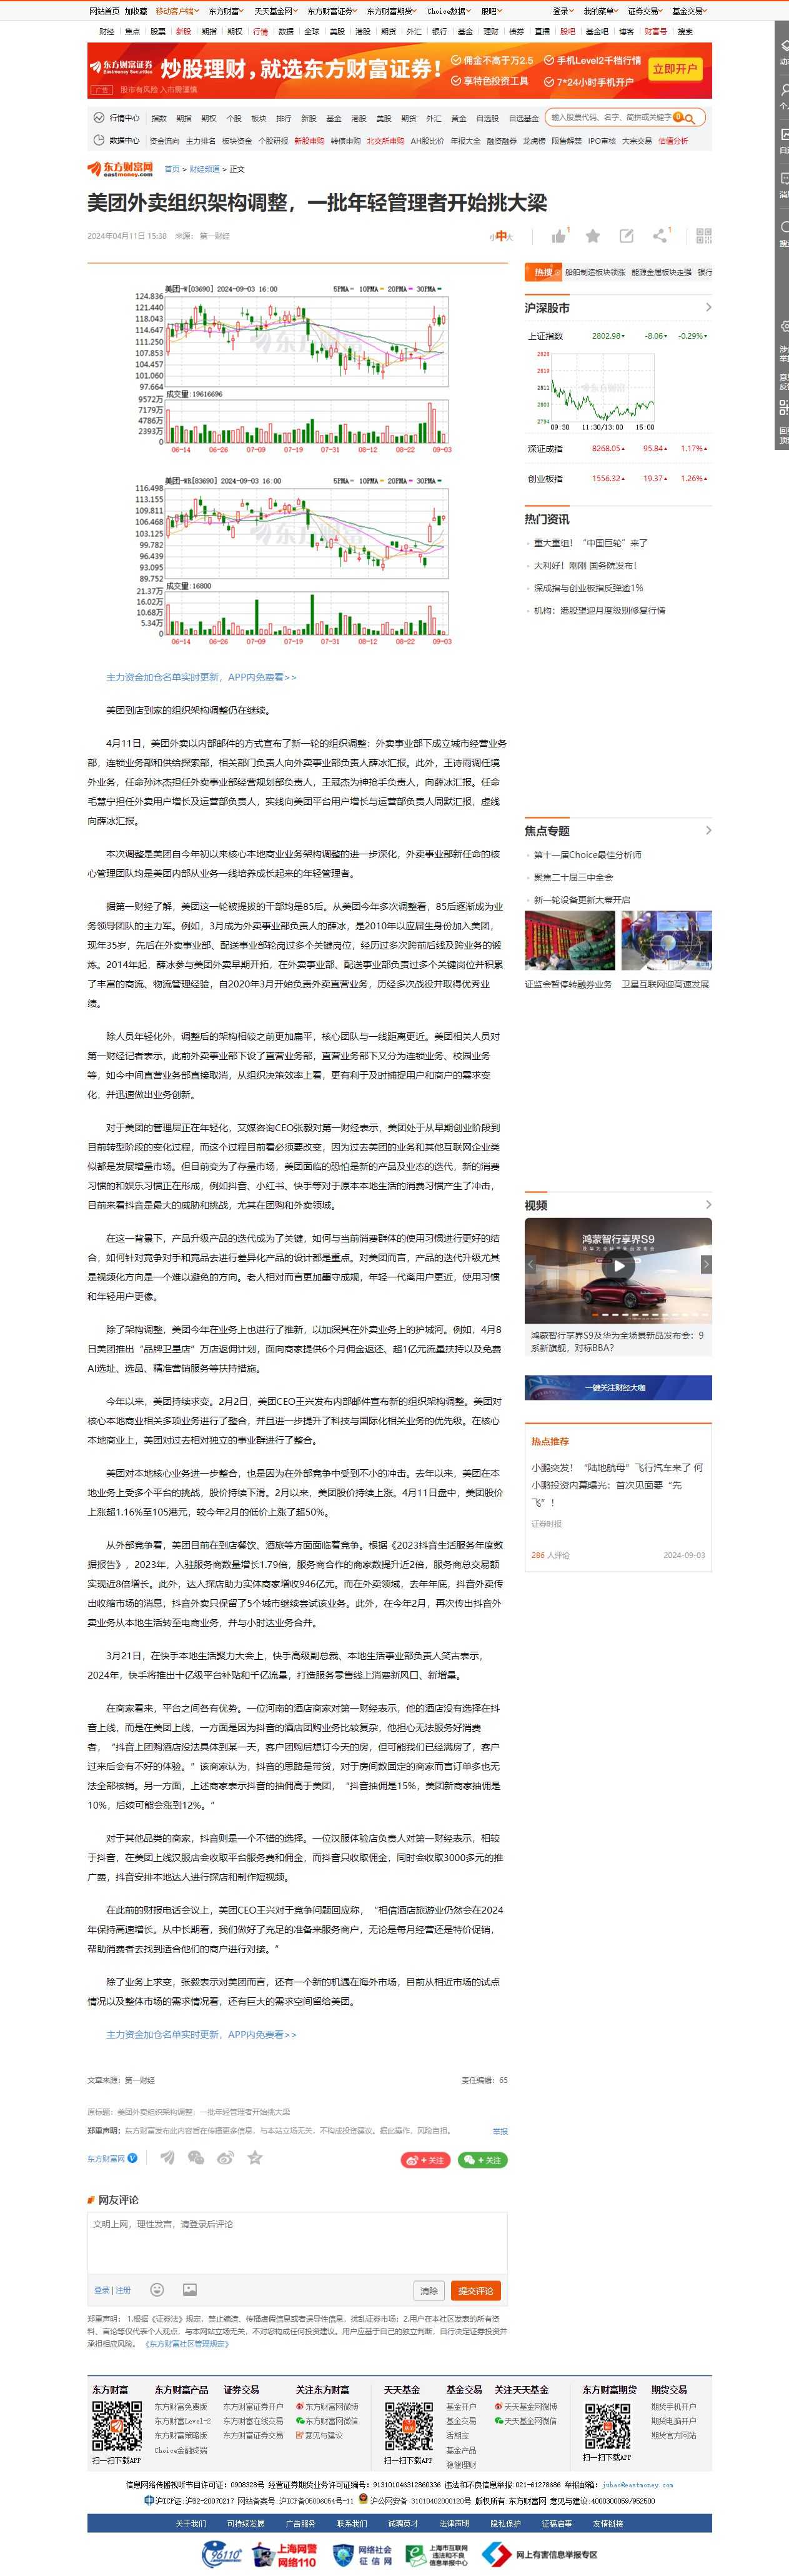 网站首页 加收藏 移动客户端 东方财富 天天基金网 东方财富证券 东方财富期货 Choice数据 股吧 登录 我的菜单 证券交易 基金交易
财经 焦点 股票 新股 期指 期权 行情 数据 全球 美股 港股 期货 外汇 银行 基金 理财 债券 直播 股吧 基金吧 博客 财富号 搜索
东方财富证券 炒股理财，就选东方财富证券！ 佣金不高于万2.5 手机Level2千档行情 立即开户
广告 股市有风险 入市需谨慎 享特色投资工具 7*24小时手机开户
行情中心 指数 期指 期权 个股 板块 排行 新股 基金 港股 美股 期货 外汇 黄金 自选股 自选基金 输入股票代码、名字、简拼或关键字
数据中心 资金流向 主力排名 板块资金 个股研报 新股申购 转债申购 北交所申购 AH股比价 年报大全 融资融券 龙虎榜 限售解禁 IPO审核 大宗交易 估值分析
东方财富网 eastmoney.com 首页 > 财经频道 > 正文
美团外卖组织架构调整，一批年轻管理者开始挑大梁
2024年04月11日 15:38 来源： 第一财经
小中大 1 1
热搜 船舶制造板块领涨 能源金属板块走强 银行
沪深股市
上证指数 2802.98 -8.06 -0.29%
2828
2819
2811
2803
2794
09:30 11:30/13:00 15:00
深证成指 8268.05 95.84 1.17%
创业板指 1556.32 19.37 1.26%
热门资讯
重大重组！“中国巨轮”来了
大利好！刚刚 国务院发布！
深成指与创业板指反弹逾1%
机构：港股望迎月度级别修复行情
美团-W[03690] 2024-09-03 16:00 5PMA 10PMA 20PMA 30PMA
124.836
121.440
118.043
114.647
111.250
107.853
104.457
101.060
97.664
成交量:19616696
9572万
7179万
4786万
2393万
0
06-14 06-26 07-09 07-19 07-31 08-12 08-22 09-03
美团-WR[83690] 2024-09-03 16:00 5PMA 10PMA 20PMA 30PMA
116.498
113.155
109.811
106.468
103.125
99.782
96.439
93.095
89.752
成交量:16800
21.37万
16.02万
10.68万
5.34万
0
06-14 06-26 07-09 07-19 07-31 08-12 08-22 09-03
主力资金加仓名单实时更新，APP内免费看>>
美团到店到家的组织架构调整仍在继续。
4月11日，美团外卖以内部邮件的方式宣布了新一轮的组织调整：外卖事业部下成立城市经营业务
部，连锁业务部和供给探索部，相关部门负责人向外卖事业部负责人薛冰汇报。此外，王诗雨调任境
外业务，任命孙沐杰担任外卖事业部经营规划部负责人，王冠杰为神抢手负责人，向薛冰汇报。任命
毛慧宁担任外卖用户增长及运营部负责人，实线向美团平台用户增长与运营部负责人周默汇报，虚线
向薛冰汇报。
本次调整是美团自今年初以来核心本地商业业务架构调整的进一步深化，外卖事业部新任命的核
心管理团队均是美团内部从业务一线培养成长起来的年轻管理者。
据第一财经了解，美团这一轮被提拔的干部均是85后。从美团今年多次调整看，85后逐渐成为业
务领导团队的主力军。例如，3月成为外卖事业部负责人的薛冰，是2010年以应届生身份加入美团，
现年35岁，先后在外卖事业部、配送事业部轮岗过多个关键岗位，经历过多次跨前后线及跨业务的锻
炼。2014年起，薛冰参与美团外卖早期开拓，在外卖事业部、配送事业部负责过多个关键岗位并积累
了丰富的商流、物流管理经验，自2020年3月开始负责外卖直营业务，历经多次战役并取得优秀业
绩。
除人员年轻化外，调整后的架构相较之前更加扁平，核心团队与一线距离更近。美团相关人员对
第一财经记者表示，此前外卖事业部下设了直营业务部，直营业务部下又分为连锁业务、校园业务
等，如今中间直营业务部直接取消，从组织决策效率上看，更有利于及时捕捉用户和商户的需求变
化，并迅速做出业务创新。
对于美团的管理层正在年轻化，艾媒咨询CEO张毅对第一财经表示，美团处于从早期创业阶段到
目前转型阶段的变化过程，而这个过程目前看必须要改变，因为过去美团的业务和其他互联网企业类
似都是发展增量市场。但目前变为了存量市场，美团面临的恐怕是新的产品及业态的迭代，新的消费
习惯的和娱乐习惯正在形成，例如抖音、小红书、快手等对于原本本地生活的消费习惯产生了冲击，
目前来看抖音是最大的威胁和挑战，尤其在团购和外卖领域。
在这一背景下，产品升级产品的迭代成为了关键，如何与当前消费群体的使用习惯进行更好的结
合，如何针对竞争对手和竞品去进行差异化产品的设计都是重点。对美团而言，产品的迭代升级尤其
是视频化方向是一个难以避免的方向。老人相对而言更加墨守成规，年轻一代离用户更近，使用习惯
和年轻用户更像。
除了架构调整，美团今年在业务上也进行了推新，以加深其在外卖业务上的护城河。例如，4月8
日美团推出“品牌卫星店”万店返佣计划，面向商家提供6个月佣金返还、超1亿元流量扶持以及免费
AI选址、选品、精准营销服务等扶持措施。
今年以来，美团持续求变。2月2日，美团CEO王兴发布内部邮件宣布新的组织架构调整。美团对
核心本地商业相关多项业务进行了整合，并且进一步提升了科技与国际化相关业务的优先级。在核心
本地商业上，美团对过去相对独立的事业群进行了整合。
美团对本地核心业务进一步整合，也是因为在外部竞争中受到不小的冲击。去年以来，美团在本
地业务上受多个平台的挑战，股价持续下滑。2月以来，美团股价持续上涨。4月11日盘中，美团股价
上涨超1.16%至105港元，较今年2月的低价上涨了超50%。
从外部竞争看，美团目前在到店餐饮、酒旅等方面面临着竞争。根据《2023抖音生活服务年度数
据报告》，2023年，入驻服务商数量增长1.79倍，服务商合作的商家数提升近2倍，服务商总交易额
实现近8倍增长。此外，达人探店助力实体商家增收946亿元。而在外卖领域，去年年底，抖音外卖传
出收缩市场的消息，抖音外卖只保留了5个城市继续尝试该业务。此外，在今年2月，再次传出抖音外
卖业务从本地生活转至电商业务，并与小时达业务合并。
3月21日，在快手本地生活聚力大会上，快手高级副总裁、本地生活事业部负责人笑古表示，
2024年，快手将推出十亿级平台补贴和千亿流量，打造服务零售线上消费新风口、新增量。
在商家看来，平台之间各有优势。一位河南的酒店商家对第一财经表示，他的酒店没有选择在抖
音上线，而是在美团上线，一方面是因为抖音的酒店团购业务比较复杂，他担心无法服务好消费
者，“抖音上团购酒店没法具体到某一天，客户团购后想订今天的房，但可能我们已经满房了，客户
过来后会有不好的体验。”该商家认为，抖音的思路是带货，对于房间数固定的商家而言订单多也无
法全部核销。另一方面，上述商家表示抖音的抽佣高于美团，“抖音抽佣是15%，美团新商家抽佣是
10%，后续可能会涨到12%。”
对于其他品类的商家，抖音则是一个不错的选择。一位汉服体验店负责人对第一财经表示，相较
于抖音，在美团上线汉服店会收取平台服务费和佣金，而抖音只收取佣金，同时会收取3000多元的推
广费，抖音安排本地达人进行探店和制作短视频。
在此前的财报电话会议上，美团CEO王兴对于竞争问题回应称，“相信酒店旅游业仍然会在2024
年保持高速增长。从中长期看，我们做好了充足的准备来服务商户，无论是每月经营还是特价促销，
帮助消费者去找到适合他们的商户进行对接。”
除了业务上求变，张毅表示对美团而言，还有一个新的机遇在海外市场，目前从相近市场的试点
情况以及整体市场的需求情况看，还有巨大的需求空间留给美团。
主力资金加仓名单实时更新，APP内免费看>>
文章来源：第一财经 责任编辑：65
原标题：美团外卖组织架构调整，一批年轻管理者开始挑大梁
郑重声明：东方财富发布此内容旨在传播更多信息，与本站立场无关，不构成投资建议。据此操作，风险自担。 举报
东方财富网 +关注 +关注
焦点专题
第十一届Choice最佳分析师
聚焦二十届三中全会
新一轮设备更新大幕开启
证监会暂停转融券业务 卫星互联网迎高速发展
视频
鸿蒙智行享界S9
鸿蒙智行享界S9及华为全场景新品发布会：9
系新旗舰，对标BBA？
一键关注财经大咖
热点推荐
小鹏突发！“陆地航母”飞行汽车来了 何
小鹏投资内幕曝光：首次见面要“先
飞”！
证券时报
286 人评论 2024-09-03
网友评论
文明上网，理性发言，请登录后评论
登录 | 注册 清除 提交评论
郑重声明： 1.根据《证券法》规定，禁止编造、传播虚假信息或者误导性信息，扰乱证券市场；2.用户在本社区发表的所有资
料、言论等仅代表个人观点，与本网站立场无关，不对您构成任何投资建议。用户应基于自己的独立判断，自行决定证券投资并
承担相应风险。《东方财富社区管理规定》
东方财富 东方财富产品 证券交易 关注东方财富 天天基金 基金交易 关注天天基金 东方财富期货 期货交易
东方财富免费版 东方财富证券开户 东方财富网微博 基金开户 天天基金网微博 期货手机开户
东方财富Level-2 东方财富在线交易 东方财富网微信 基金交易 天天基金网微信 期货电脑开户
东方财富策略版 东方财富证券交易 意见与建议 活期宝 期货官方网站
Choice金融终端 基金产品
扫一扫下载APP 扫一扫下载APP 稳健理财 扫一扫下载APP
信息网络传播视听节目许可证：0908328号 经营证券期货业务许可证编号：913101046312860336 违法和不良信息举报:021-61278686 举报邮箱：jubao@eastmoney.com
沪ICP证:沪B2-20070217 网站备案号:沪ICP备05006054号-11 沪公网安备 31010402000120号 版权所有:东方财富网 意见与建议:4000300059/952500
关于我们 可持续发展 广告服务 联系我们 诚聘英才 法律声明 隐私保护 征稿启事 友情链接
96110 上海网警 网络110 网络社会 征信网 上海市互联网 违法和不良 信息举报中心 网上有害信息举报专区